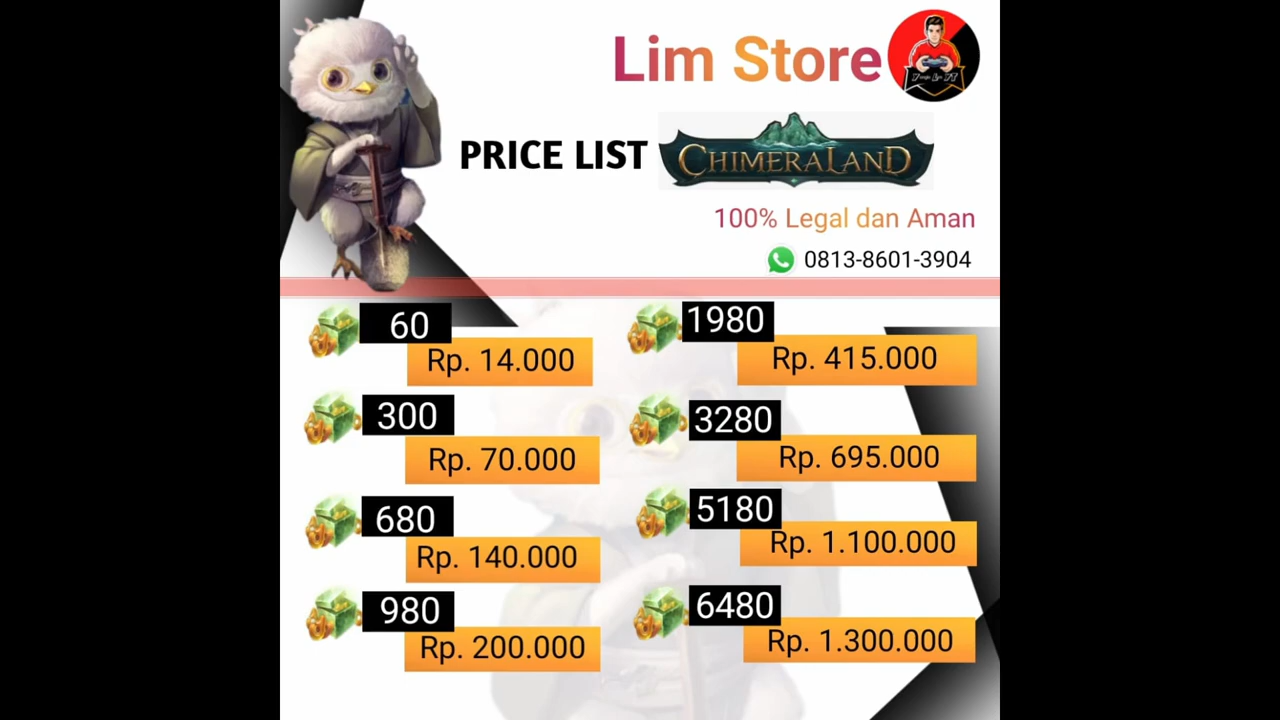 Lim Store
PRICE LIST
CHIMERALAND
100% Legal dan Aman
0813-8601-3904
60
Rp. 14.000
300
Rp. 70.000
680
Rp. 140.000
980
Rp. 200.000
1980
Rp. 415.000
3280
Rp. 695.000
5180
Rp. 1.100.000
6480
Rp. 1.300.000